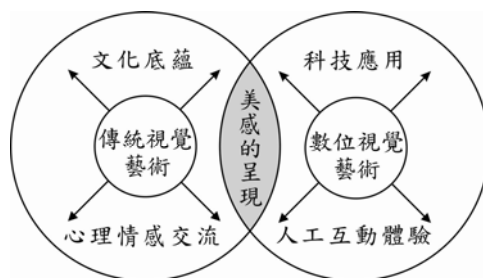 文化底蘊
科技應用
傳統視覺
藝術
美感的呈現
數位視覺
藝術
心理情感交流
人工互動體驗